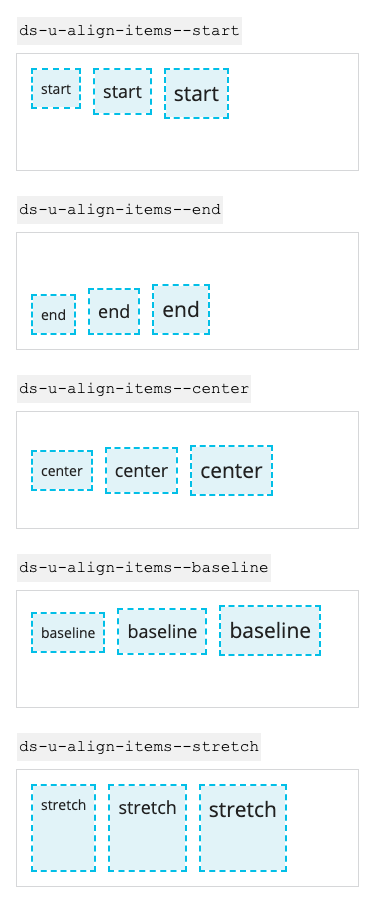 ds-u-align-items--start
start start start
ds-u-align-items--end
end end end
ds-u-align-items--center
center center center
ds-u-align-items--baseline
baseline baseline baseline
ds-u-align-items--stretch
stretch stretch stretch